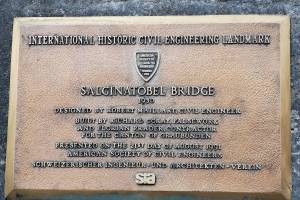 INTERNATIONAL HISTORIC CIVIL ENGINEERING LANDMARK
SALGINATOBEL BRIDGE
1930
DESIGNED BY ROBERT MAILLART, CIVIL ENGINEER
BUILT BY RICHARD CORAY, FALSEWORK
AND FLORIAN PRADER, CONTRACTOR
FOR THE CANTON OF GRAUBÜNDEN
PRESENTED ON THE 21ST DAY OF AUGUST 1991
AMERICAN SOCIETY OF CIVIL ENGINEERS
SCHWEIZERISCHER INGENIEUR- UND ARCHITEKTEN-VEREIN
sia